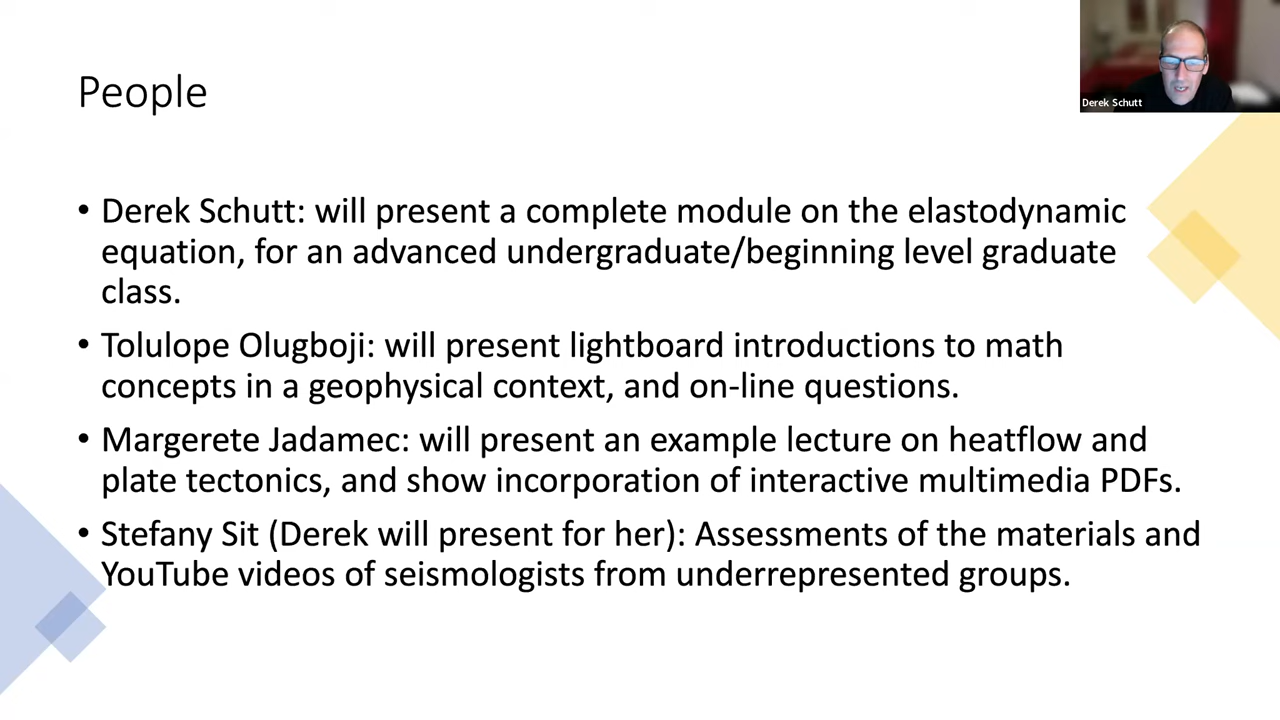 People
Derek Schutt
• Derek Schutt: will present a complete module on the elastodynamic
equation, for an advanced undergraduate/beginning level graduate
class.
• Tolulope Olugboji: will present lightboard introductions to math
concepts in a geophysical context, and on-line questions.
• Margerete Jadamec: will present an example lecture on heatflow and
plate tectonics, and show incorporation of interactive multimedia PDFs.
• Stefany Sit (Derek will present for her): Assessments of the materials and
YouTube videos of seismologists from underrepresented groups.